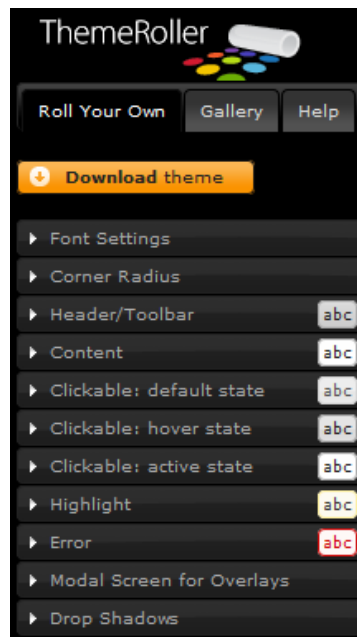 ThemeRoller
Roll Your Own Gallery Help
Download theme
Font Settings
Corner Radius
Header/Toolbar abc
Content abc
Clickable: default state abc
Clickable: hover state abc
Clickable: active state abc
Highlight abc
Error abc
Modal Screen for Overlays
Drop Shadows